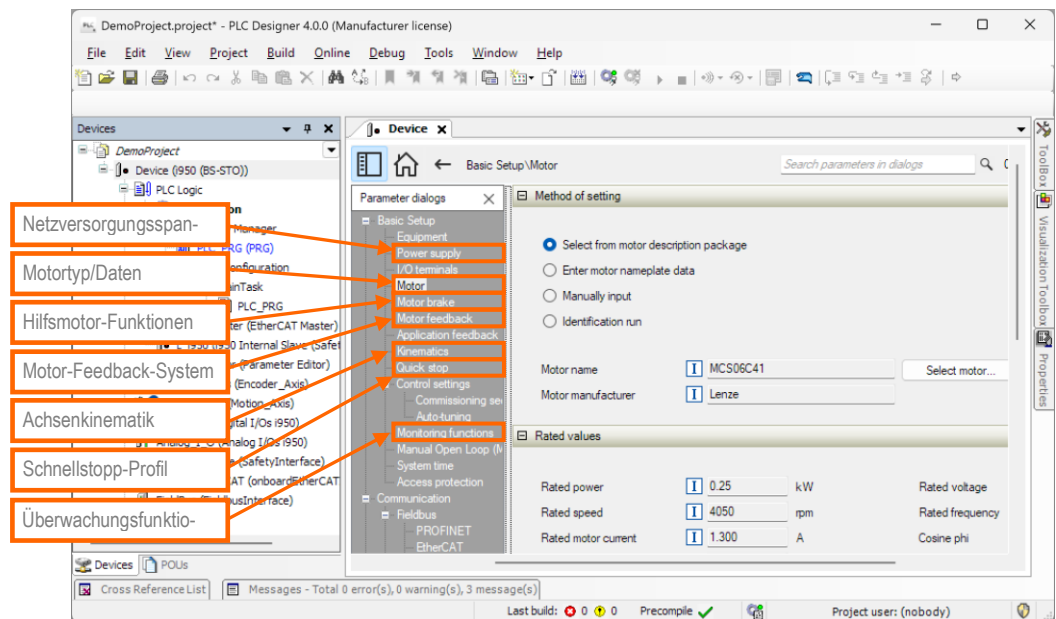 DemoProject.project* - PLC Designer 4.0.0 (Manufacturer license)
File Edit View Project Build Online Debug Tools Window Help
Devices
DemoProject
Device (i950 (BS-STO))
PLC Logic
Manager
PLC_PRG (PRG)
PLC_PRG
(EtherCAT Master)
i950 Internal Slave (Safet
(Parameter Editor)
(Encoder_Axis)
(Motion_Axis)
(Analog I/Os i950)
(SafetyInterface)
(onboardEtherCAT
Devices POUs
Netzversorgungsspan-
Motortyp/Daten
Hilfsmotor-Funktionen
Motor-Feedback-System
Achsenkinematik
Schnellstopp-Profil
Überwachungsfunktio-
Device
Basic Setup\Motor
Search parameters in dialogs
Parameter dialogs
Basic Setup
Equipment
Power supply
I/O terminals
Motor
Motor brake
Motor feedback
Application feedback
Kinematics
Quick stop
Control settings
Commissioning se
Auto-tuning
Monitoring functions
Manual Open Loop (M
System time
Access protection
Communication
Fieldbus
PROFINET
EtherCAT
Method of setting
Select from motor description package
Enter motor nameplate data
Manually input
Identification run
Motor name I MCS06C41 Select motor...
Motor manufacturer I Lenze
Rated values
Rated power I 0.25 kW Rated voltage
Rated speed I 4050 rpm Rated frequency
Rated motor current I 1.300 A Cosine phi
ToolBox
Visualization Toolbox
Properties
Cross Reference List Messages - Total 0 error(s), 0 warning(s), 3 message(s)
Last build: 0 0 Precompile Project user: (nobody)